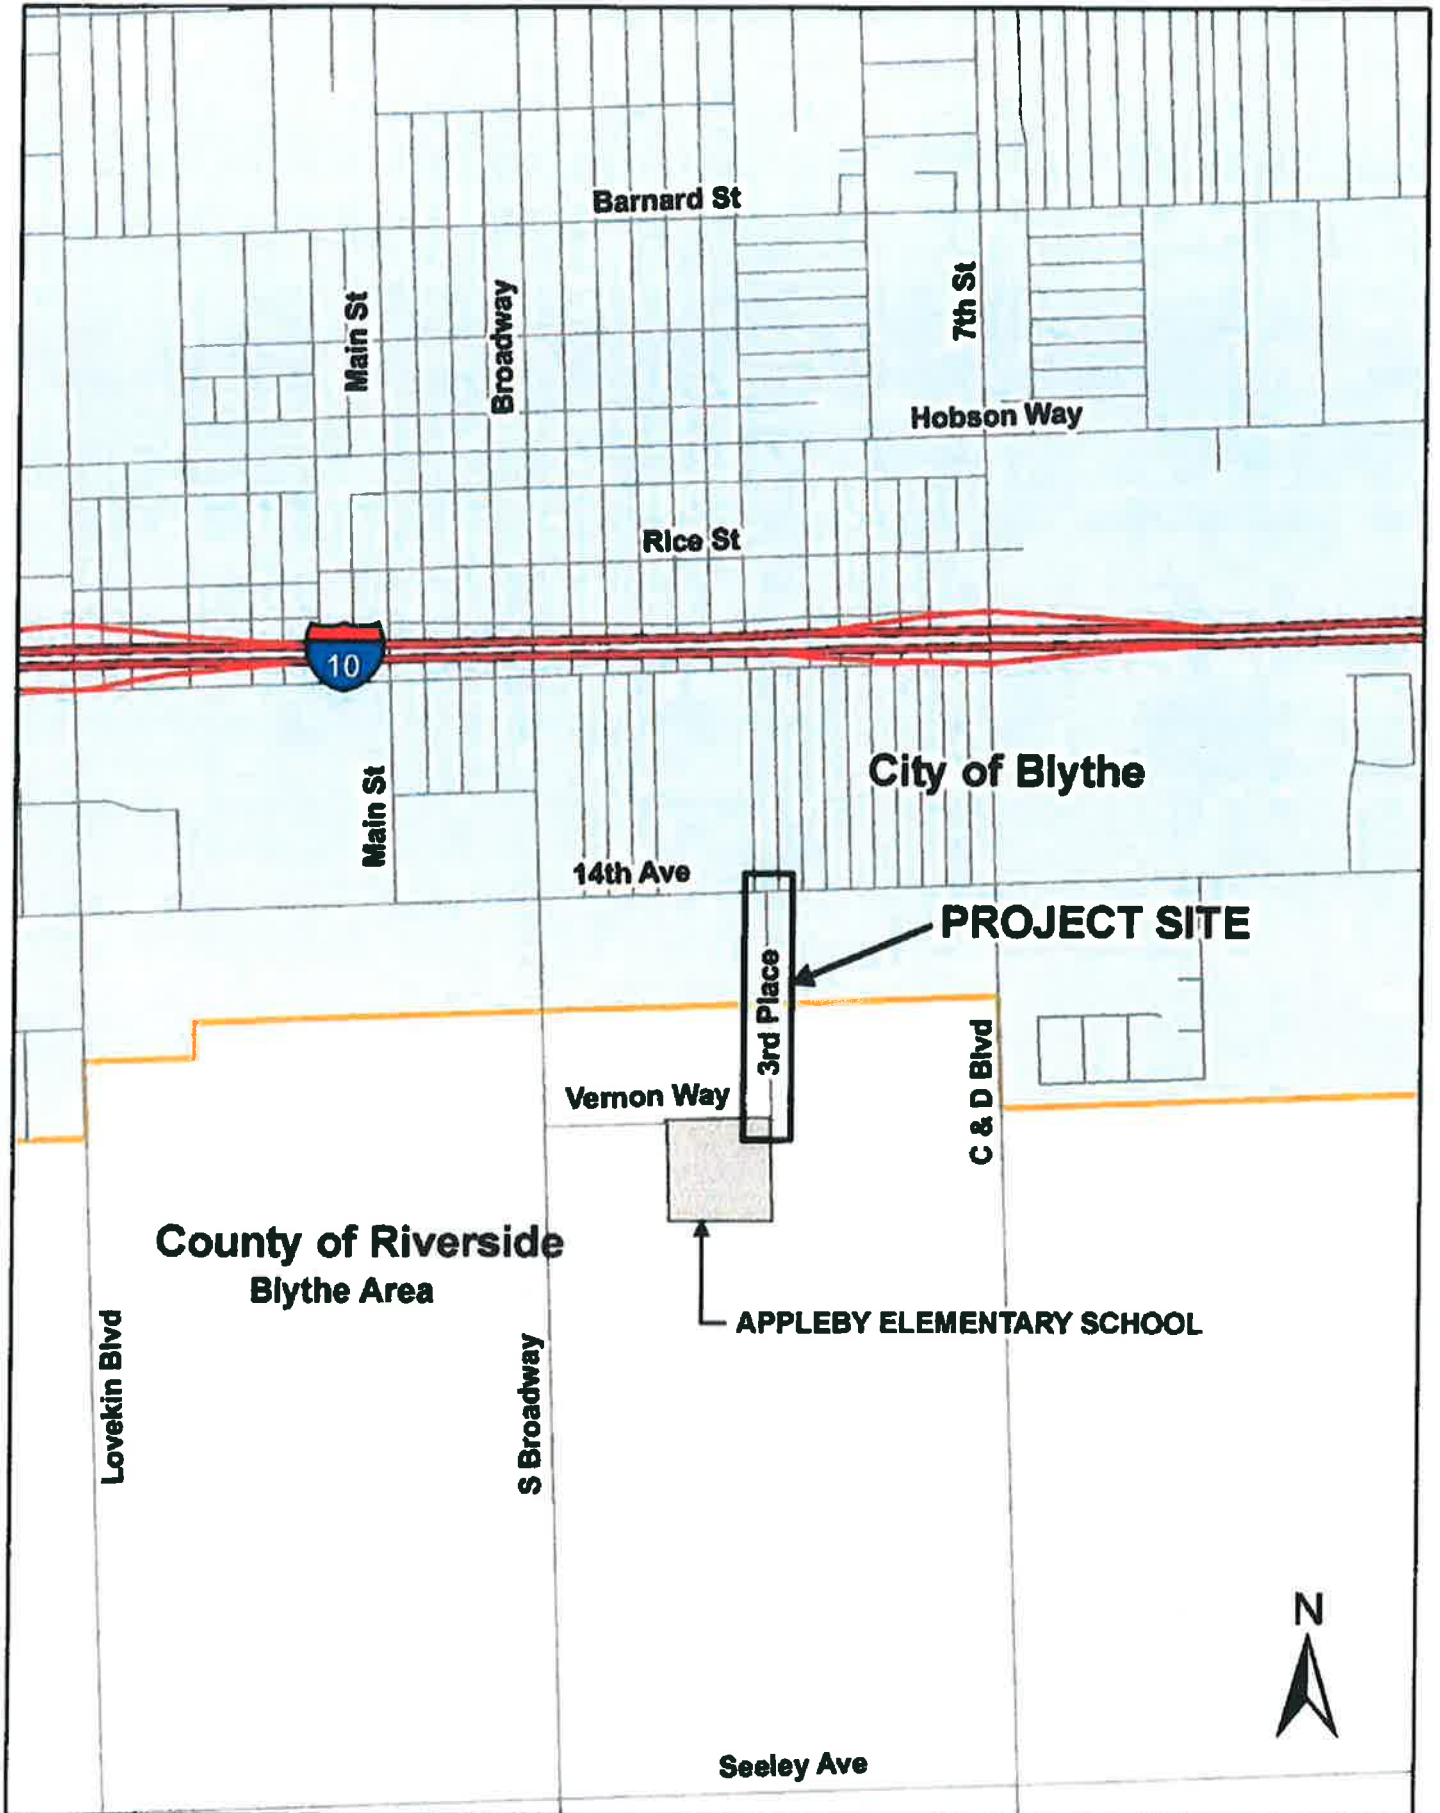 Barnard St
Main St
Broadway
7th St
Hobson Way
Rice St
10
City of Blythe
Main St
14th Ave
PROJECT SITE
3rd Place
Vernon Way
C & D Blvd
County of Riverside
Blythe Area
APPLEBY ELEMENTARY SCHOOL
Lovekin Blvd
S Broadway
N
Seeley Ave